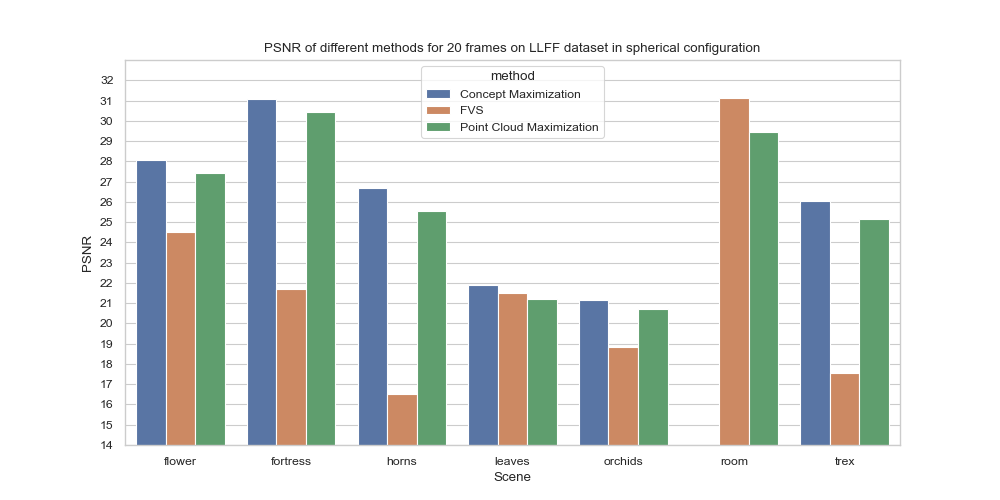 PSNR of different methods for 20 frames on LLFF dataset in spherical configuration
method
Concept Maximization
FVS
Point Cloud Maximization
PSNR
32
31
30
29
28
27
26
25
24
23
22
21
20
19
18
17
16
15
14
flower fortress horns leaves orchids room trex
Scene